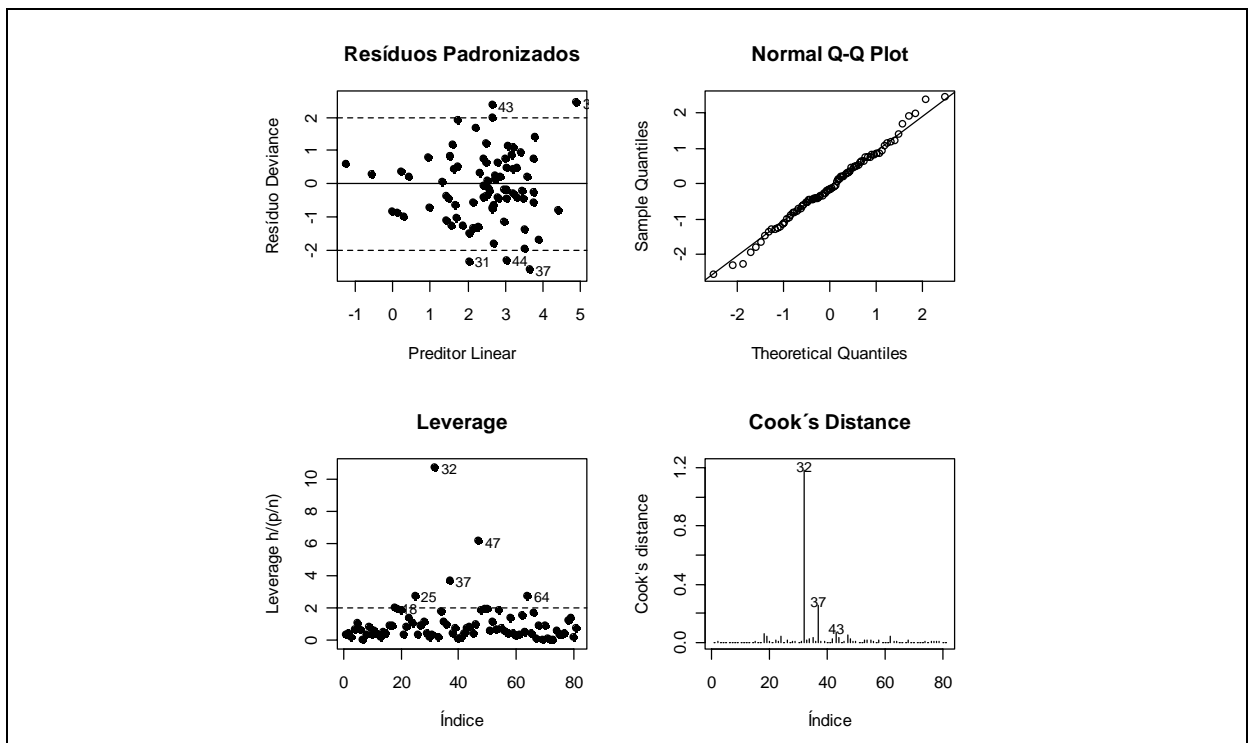 Resíduos Padronizados
Resíduo Deviance
2
1
0
-1
-2
43
3
31
44
37
-1 0 1 2 3 4 5
Preditor Linear
Normal Q-Q Plot
Sample Quantiles
2
1
0
-1
-2
-2 -1 0 1 2
Theoretical Quantiles
Leverage
Leverage h/(p/n)
10
8
6
4
2
0
32
47
37
25
64
18
0 20 40 60 80
Índice
Cook´s Distance
Cook's distance
1.2
0.8
0.4
0.0
32
37
43
0 20 40 60 80
Índice